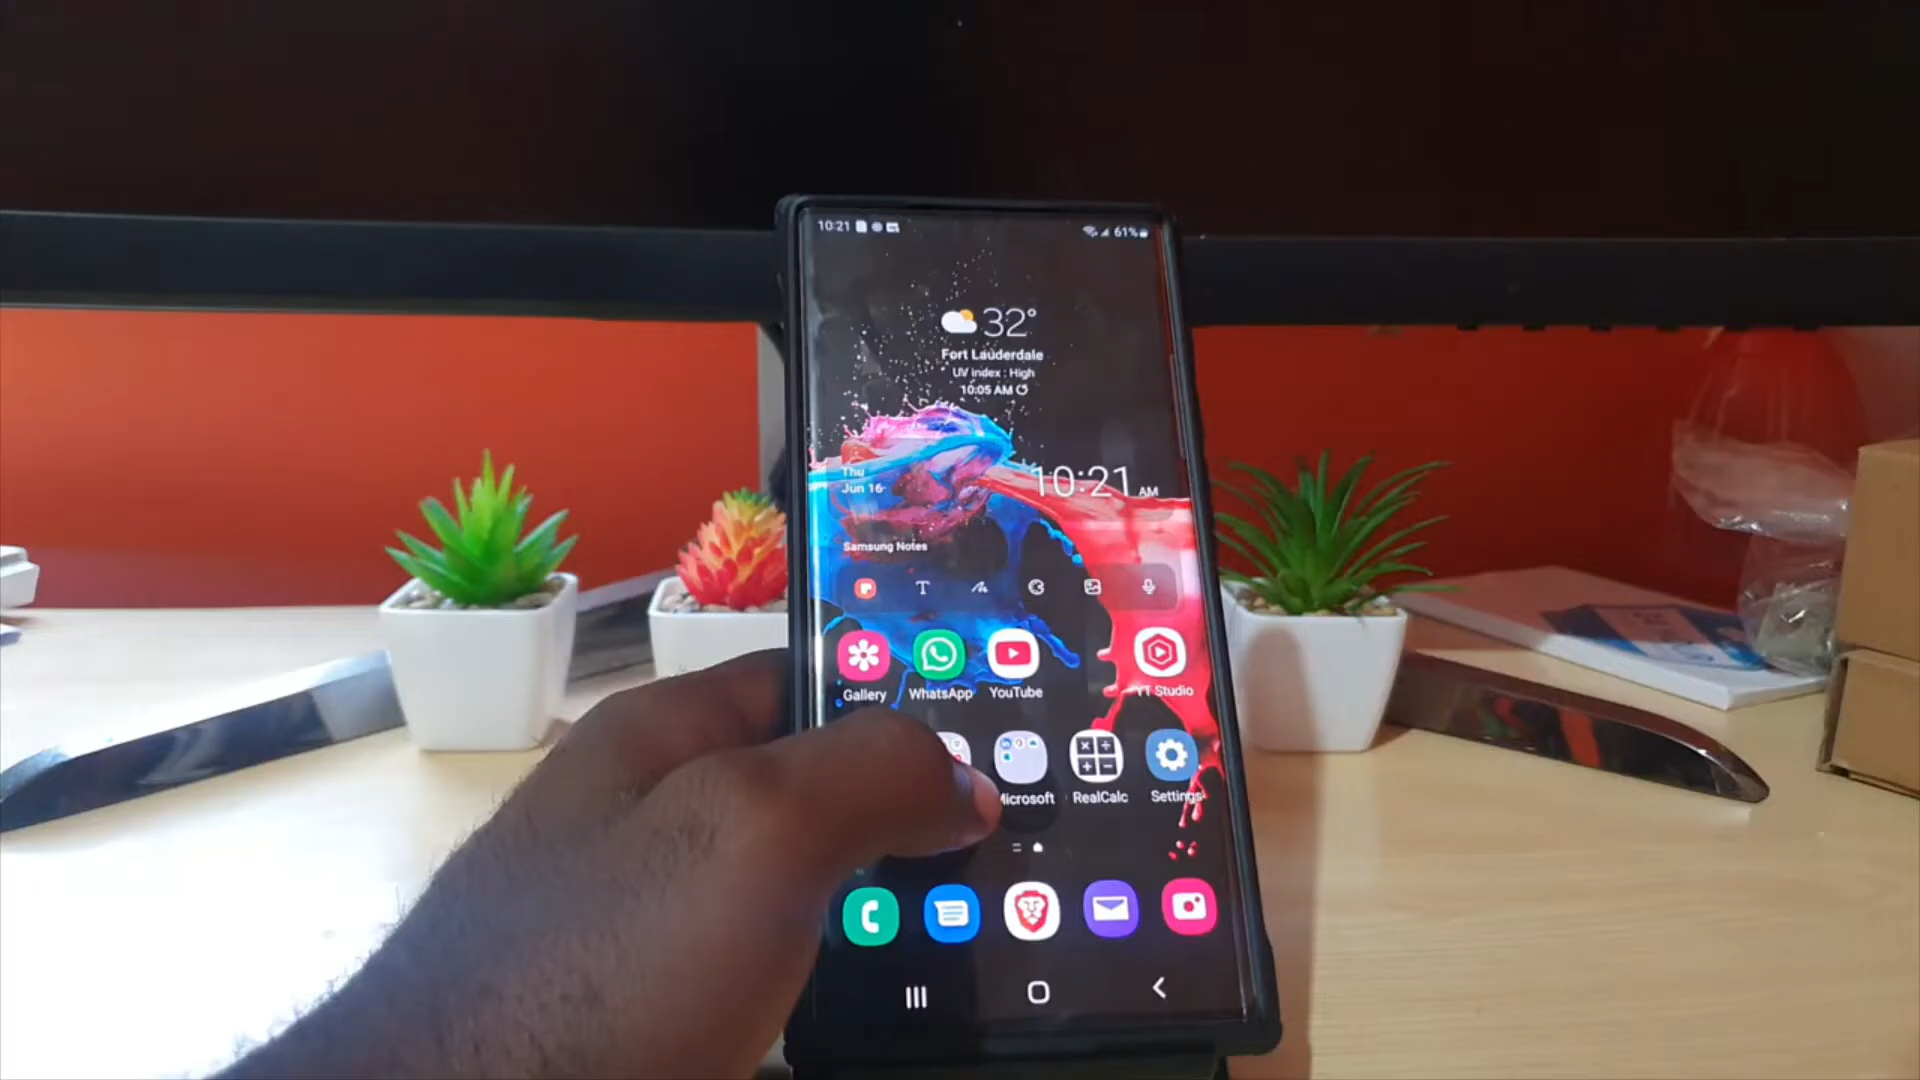 10:21
61%
32°
Fort Lauderdale
UV index : High
10:05 AM
Thu
Jun 16
10:21 AM
Samsung Notes
T
Gallery
WhatsApp
YouTube
YT Studio
Microsoft
RealCalc
Settings